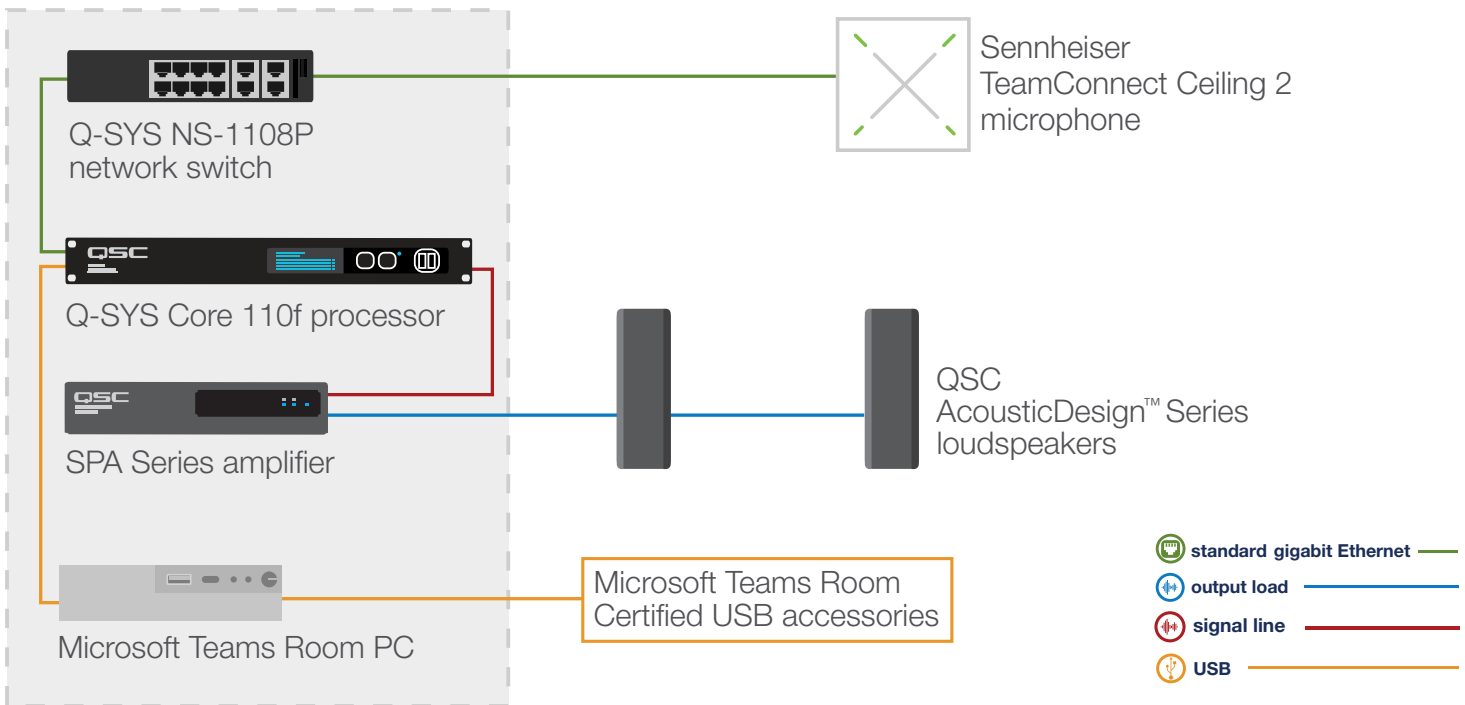 Q-SYS NS-1108P
network switch
Sennheiser
TeamConnect Ceiling 2
microphone
QSC
Q-SYS Core 110f processor
QSC
SPA Series amplifier
QSC
AcousticDesign™ Series
loudspeakers
Microsoft Teams Room PC
Microsoft Teams Room
Certified USB accessories
standard gigabit Ethernet
output load
signal line
USB